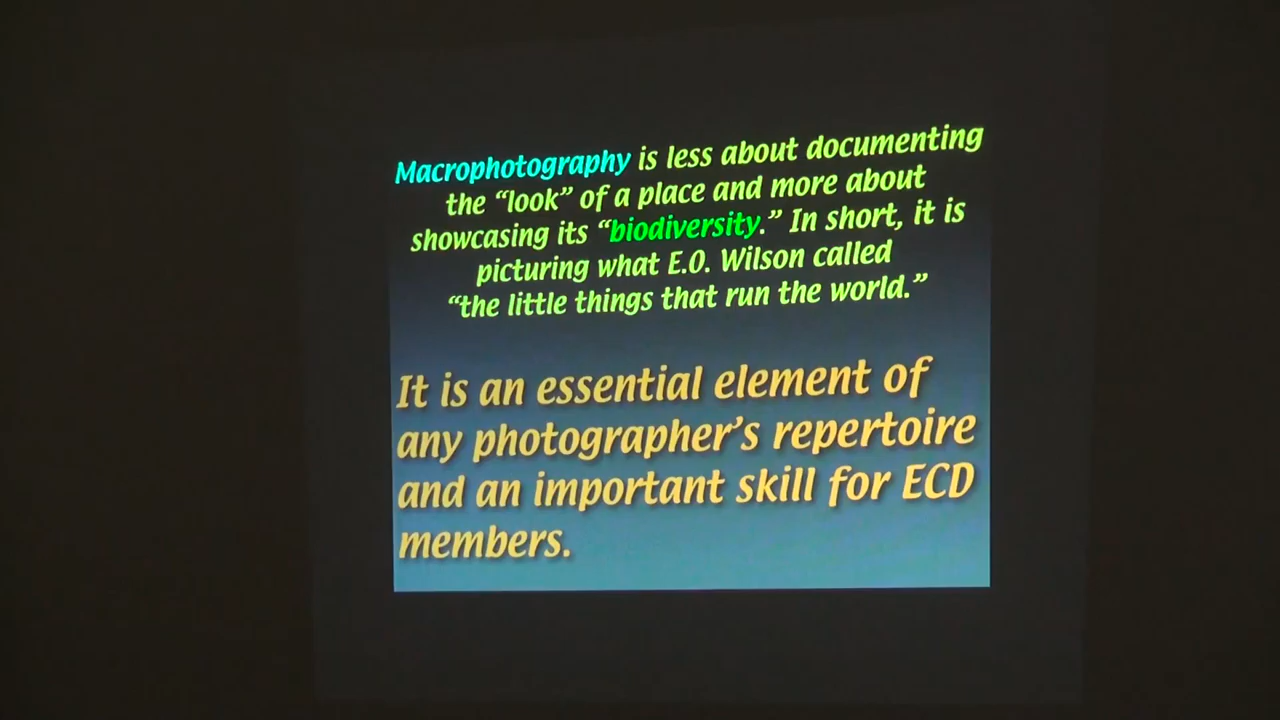 Macrophotography is less about documenting
the “look” of a place and more about
showcasing its “biodiversity.” In short, it is
picturing what E.O. Wilson called
“the little things that run the world.”
It is an essential element of
any photographer’s repertoire
and an important skill for ECD
members.